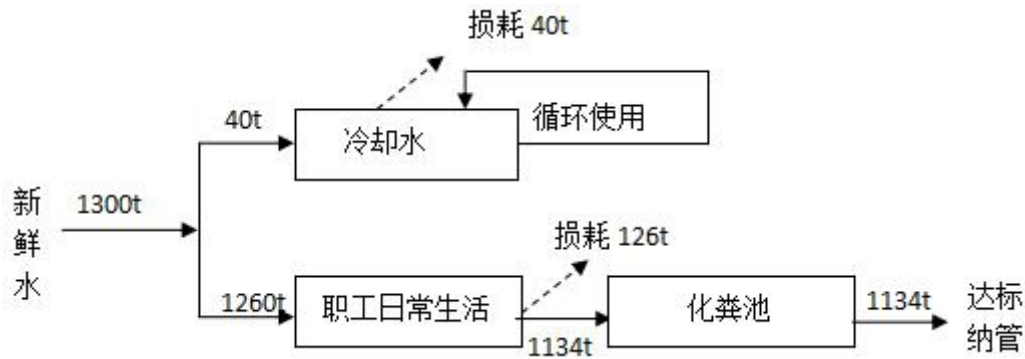 损耗 40t
40t
冷却水
循环使用
新鲜水
1300t
损耗 126t
1260t
职工日常生活
1134t
化粪池
1134t
达标
纳管